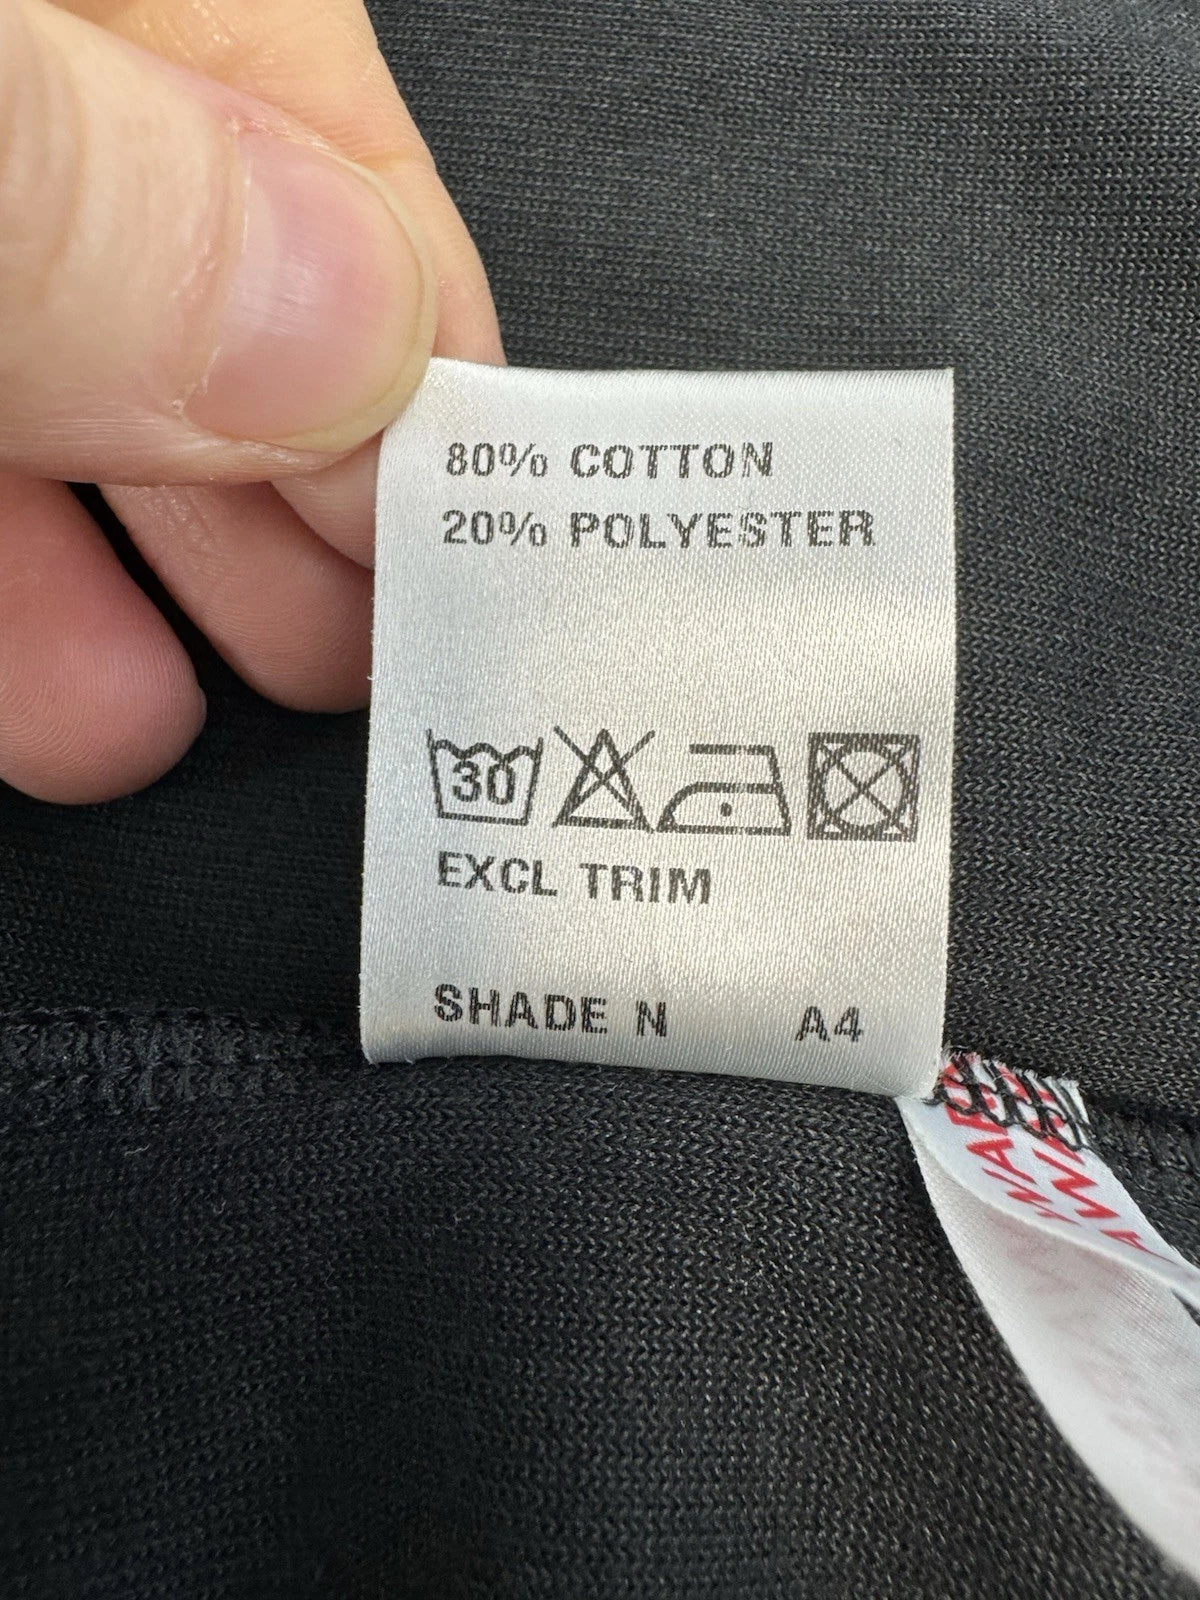 80% COTTON
20% POLYESTER
30
EXCL TRIM
SHADE N A4